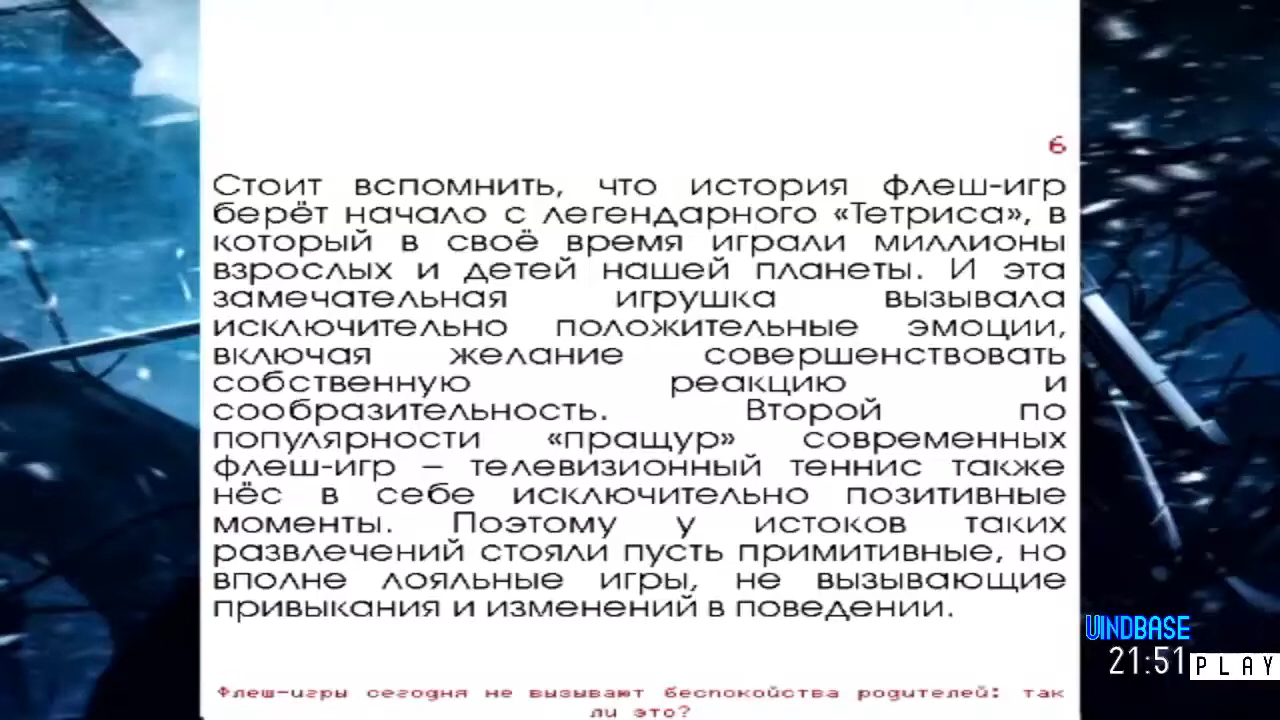 6
Стоит вспомнить, что история флеш-игр
берёт начало с легендарного «Тетриса», в
который в своё время играли миллионы
взрослых и детей нашей планеты. И эта
замечательная игрушка вызывала
исключительно положительные эмоции,
включая желание совершенствовать
собственную реакцию и
сообразительность. Второй по
популярности «пращур» современных
флеш-игр – телевизионный теннис также
нёс в себе исключительно позитивные
моменты. Поэтому у истоков таких
развлечений стояли пусть примитивные, но
вполне лояльные игры, не вызывающие
привыкания и изменений в поведении.
UINDBASE
21:51 PLAY
Флеш-игры сегодня не вызывают беспокойства родителей: так
ли это?